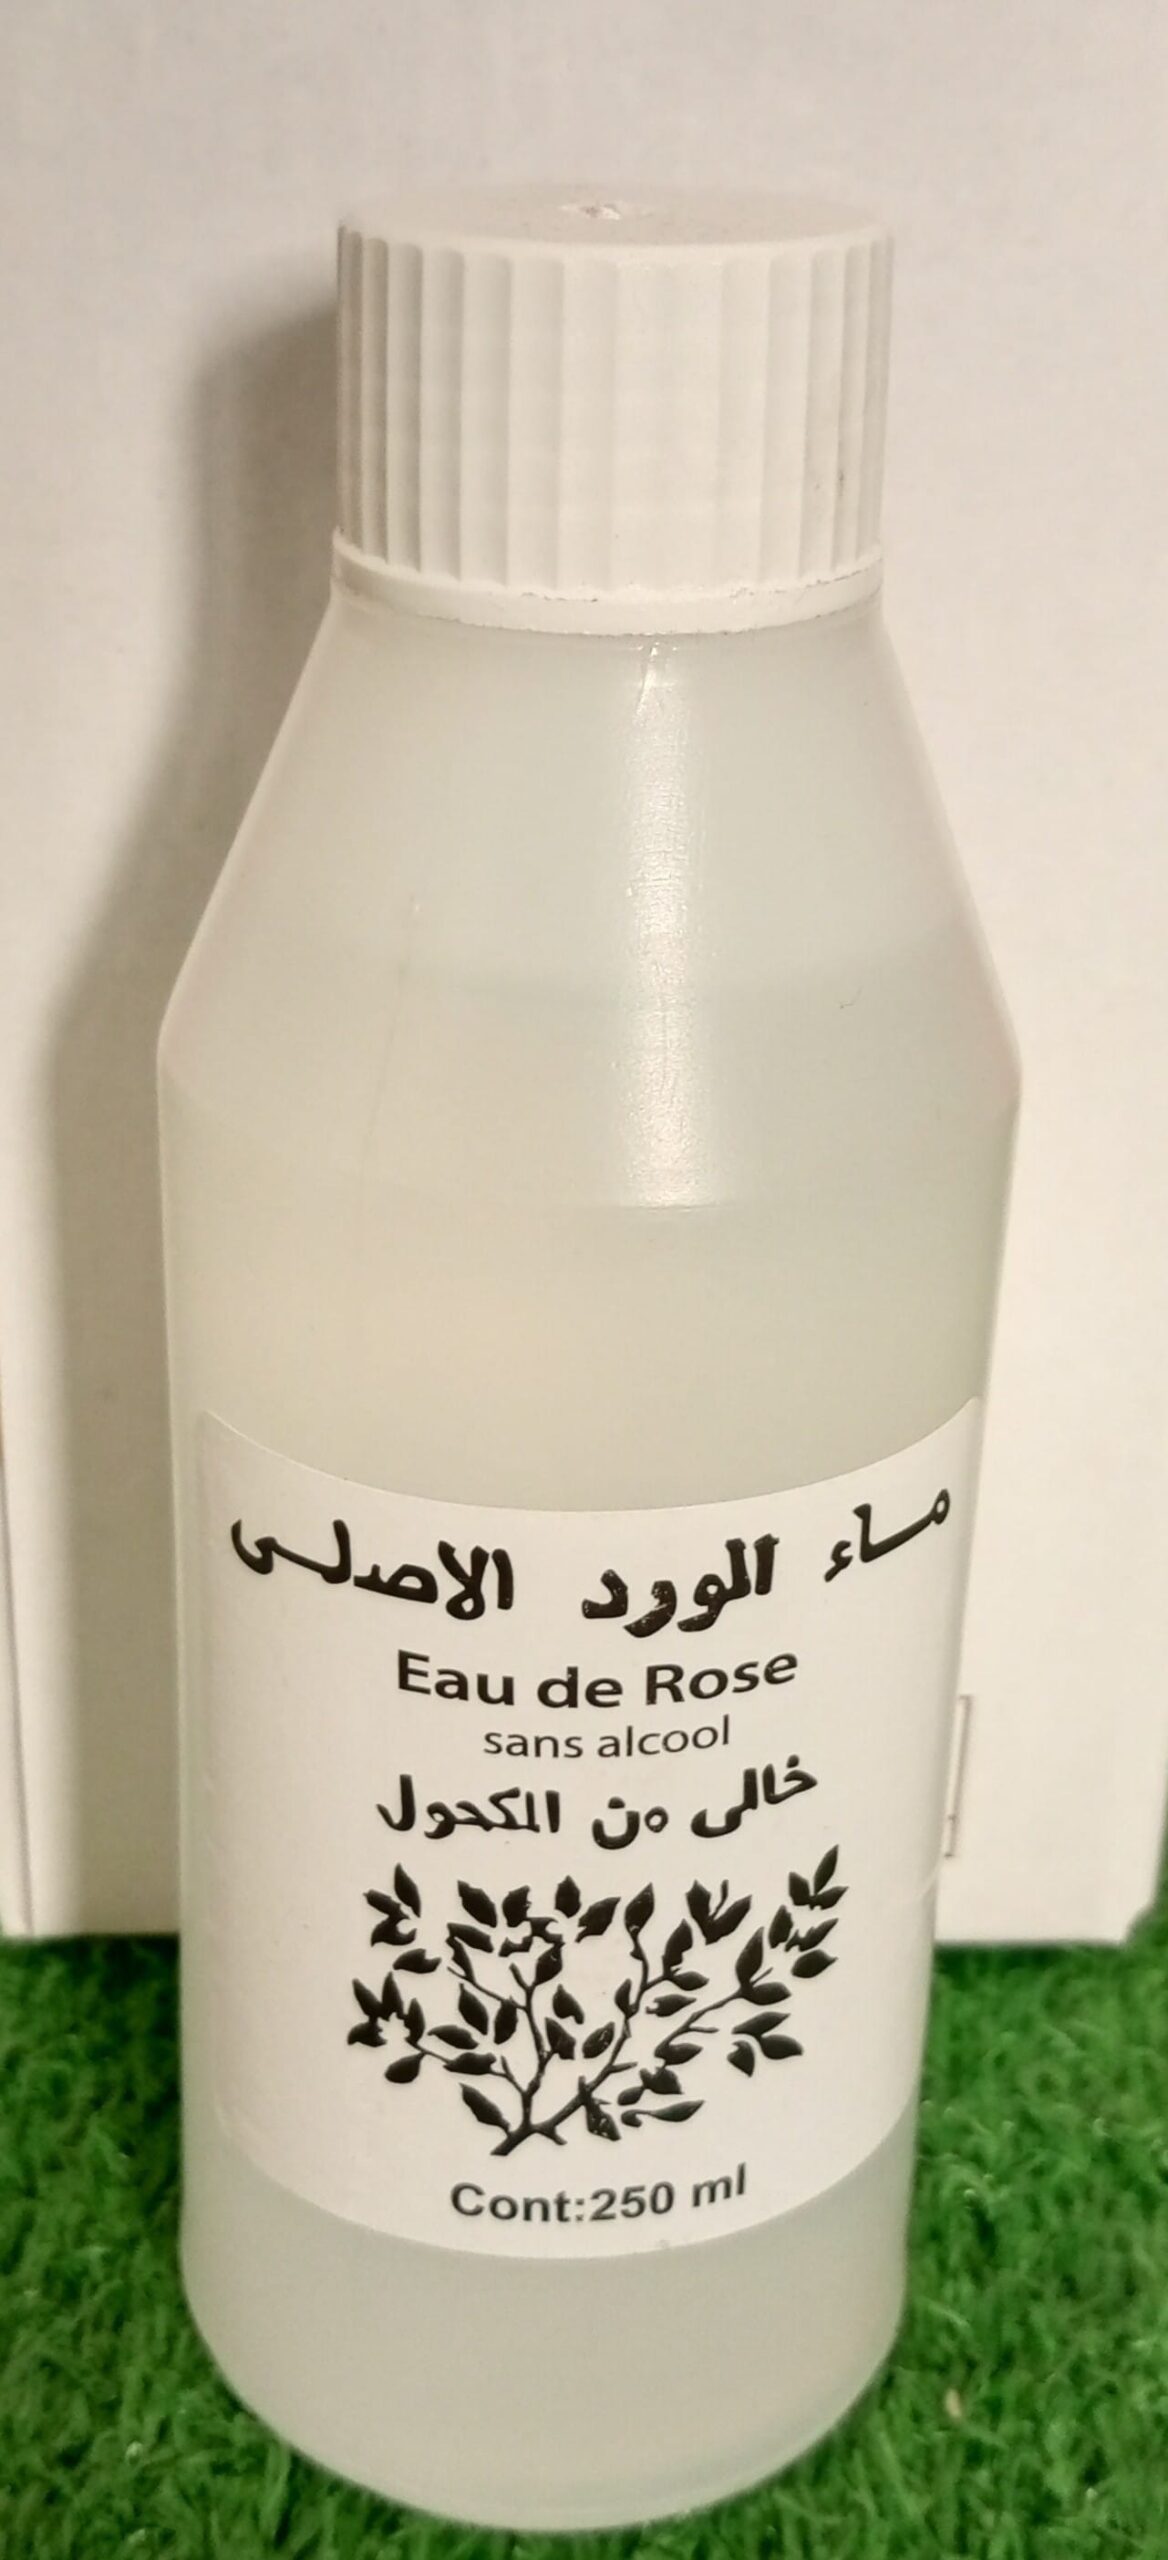 ماء الورد الاصلى
Eau de Rose
sans alcool
خالى من الكحول
Cont:250 ml